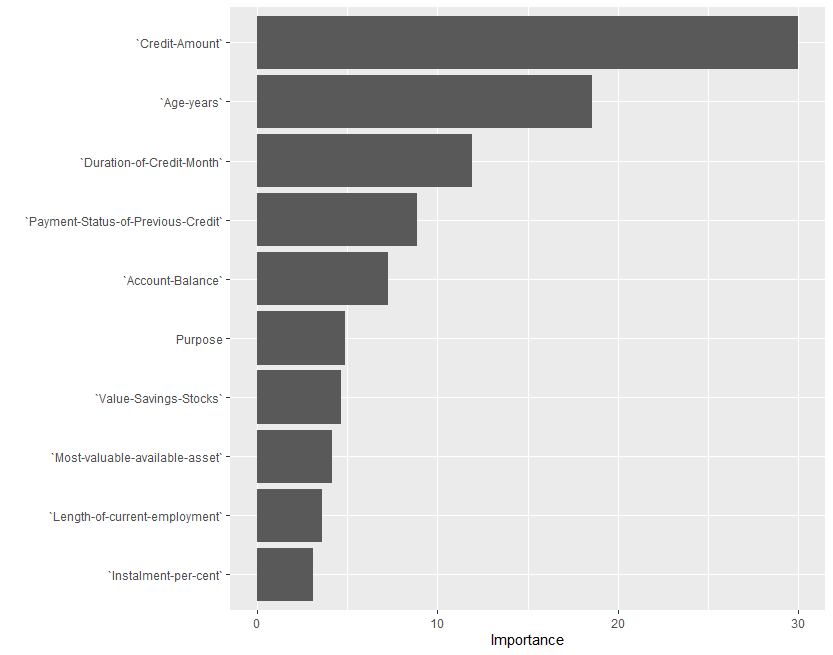 `Credit-Amount`
`Age-years`
`Duration-of-Credit-Month`
`Payment-Status-of-Previous-Credit`
`Account-Balance`
Purpose
`Value-Savings-Stocks`
`Most-valuable-available-asset`
`Length-of-current-employment`
`Instalment-per-cent`
0 10 20 30
Importance